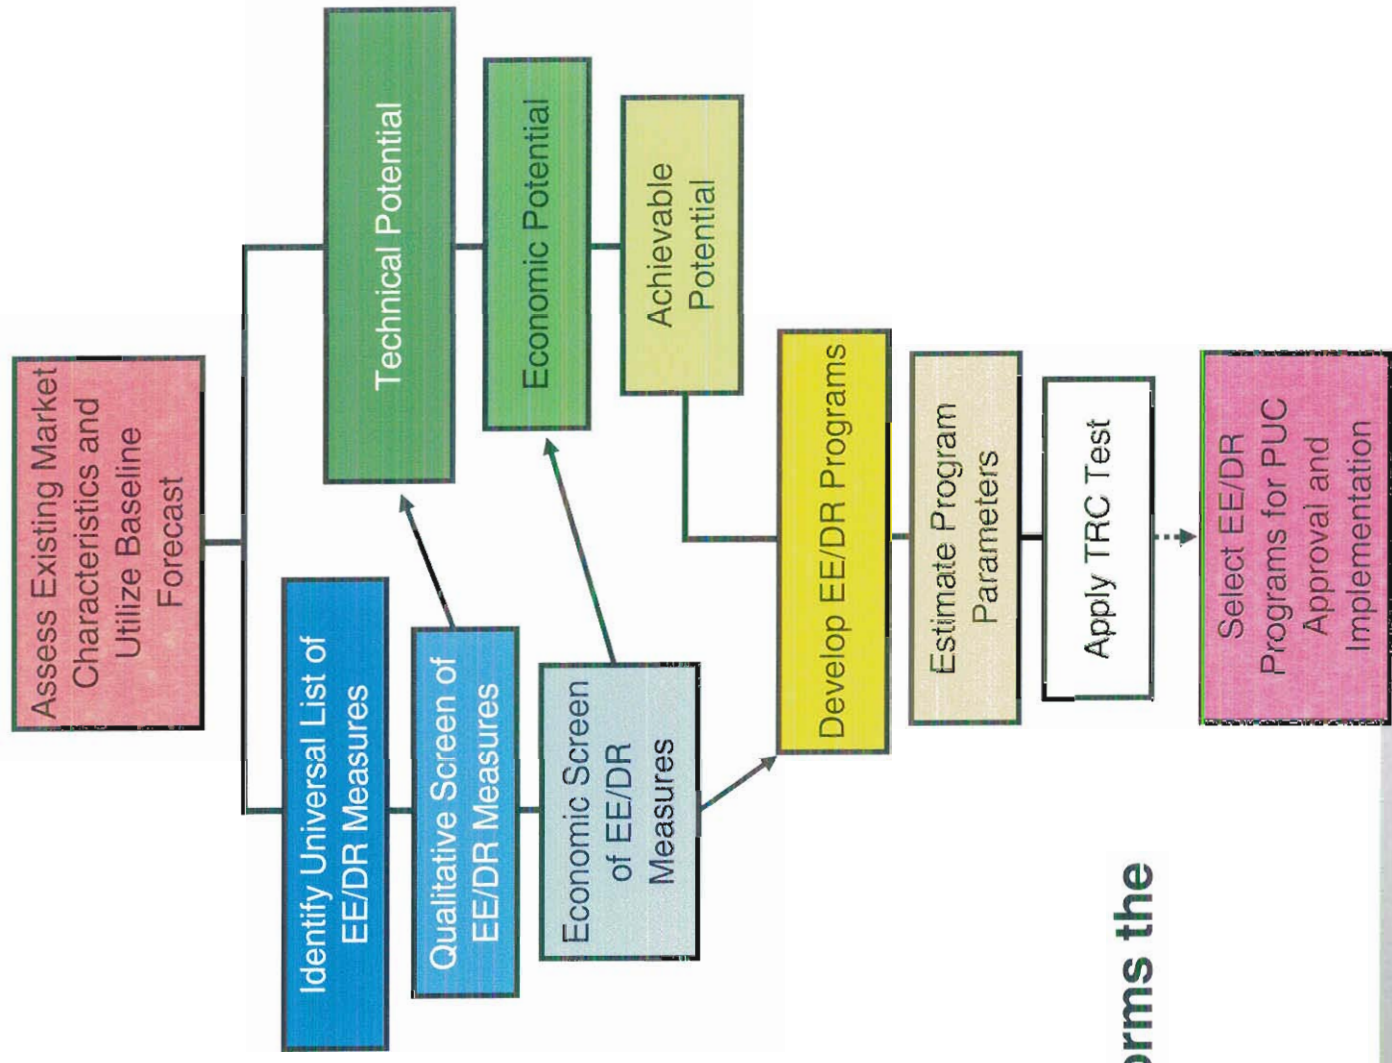 Assess Existing Market
Characteristics and
Utilize Baseline
Forecast
Identify Universal List of
EE/DR Measures
Qualitative Screen of
EE/DR Measures
Economic Screen
of EE/DR
Measures
Technical Potential
Economic Potential
Achievable
Potential
Develop EE/DR Programs
Estimate Program
Parameters
Apply TRC Test
Select EE/DR
Programs for PUC
Approval and
Implementation
orms the